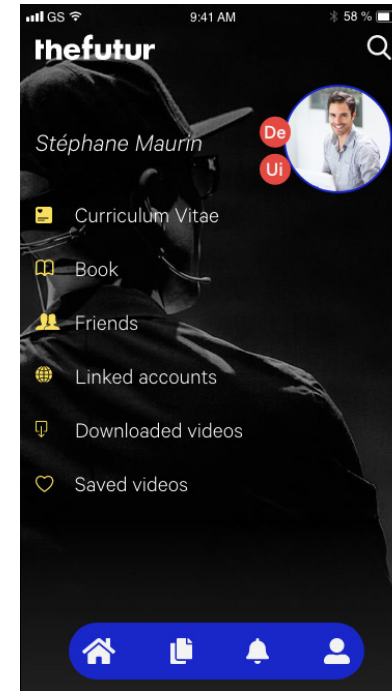 GS 9:41 AM 58 %
thefutur
De
Stéphane Maurin
Ui
Curriculum Vitae
Book
Friends
Linked accounts
Downloaded videos
Saved videos